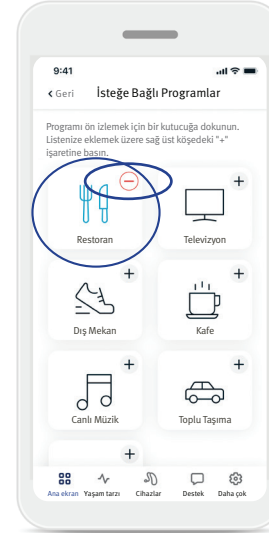 9:41
Geri
İsteğe Bağlı Programlar
Programı ön izlemek için bir kutucuğa dokunun.
Listenize eklemek üzere sağ üst köşedeki "+"
işaretine basın.
Restoran
Televizyon
Dış Mekan
Kafe
Canlı Müzik
Toplu Taşıma
Ana ekran
Yaşam tarzı
Cihazlar
Destek
Daha çok